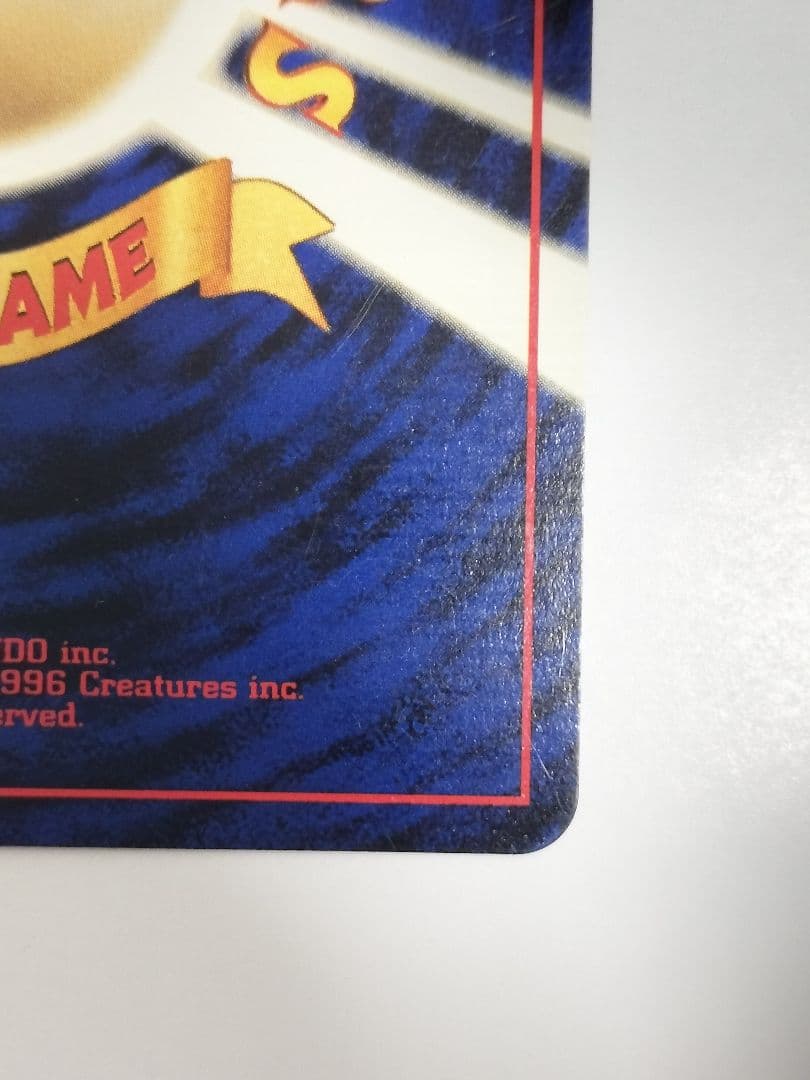 S
AME
DO inc.
996 Creatures inc.
erved.